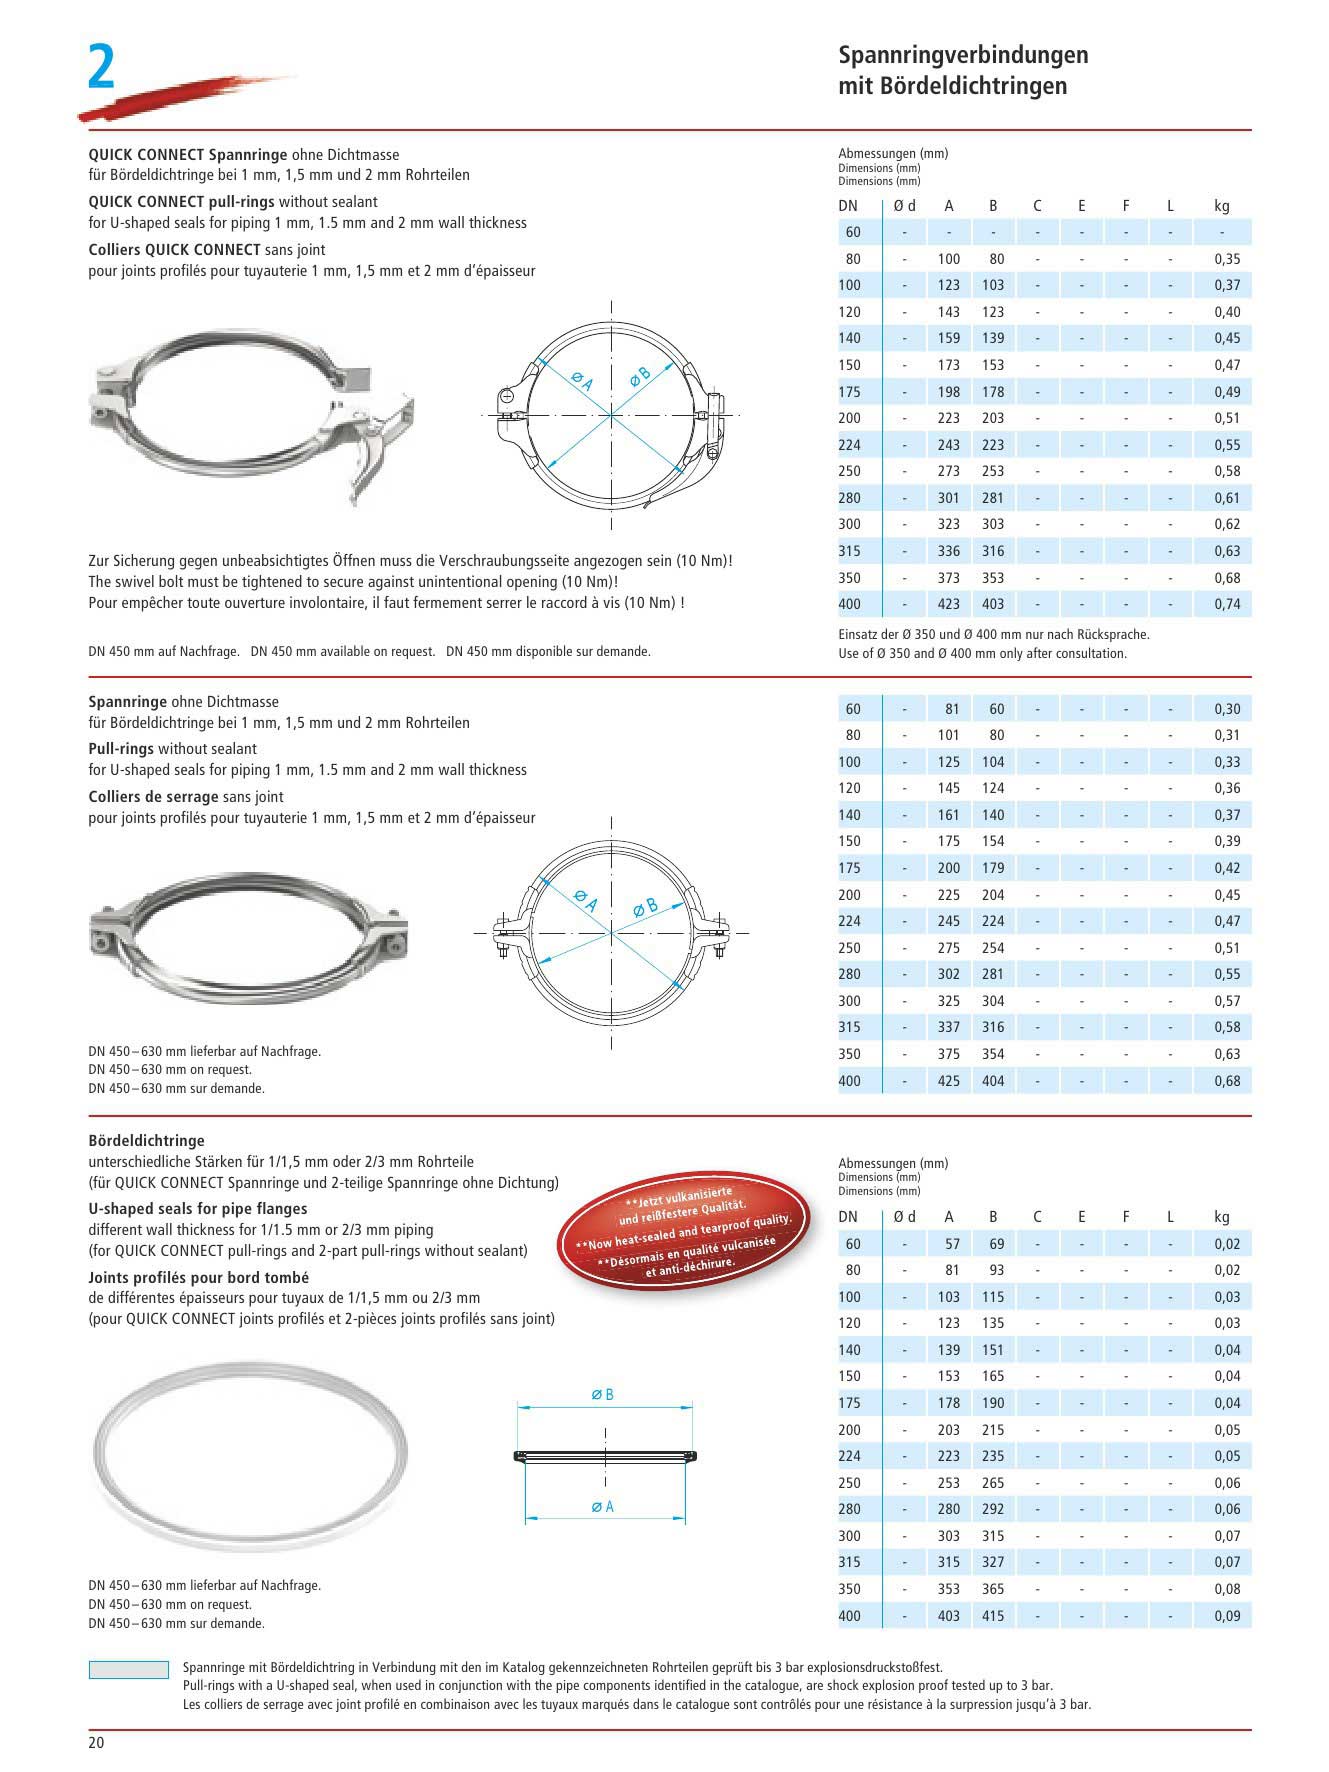 2
Spannringverbindungen
mit Bördeldichtringen
QUICK CONNECT Spannringe ohne Dichtmasse
für Bördeldichtringe bei 1 mm, 1,5 mm und 2 mm Rohrteilen
QUICK CONNECT pull-rings without sealant
for U-shaped seals for piping 1 mm, 1.5 mm and 2 mm wall thickness
Colliers QUICK CONNECT sans joint
pour joints profilés pour tuyauterie 1 mm, 1,5 mm et 2 mm d’épaisseur
ø A
ø B
Zur Sicherung gegen unbeabsichtigtes Öffnen muss die Verschraubungsseite angezogen sein (10 Nm)!
The swivel bolt must be tightened to secure against unintentional opening (10 Nm)!
Pour empêcher toute ouverture involontaire, il faut fermement serrer le raccord à vis (10 Nm) !
DN 450 mm auf Nachfrage. DN 450 mm available on request. DN 450 mm disponible sur demande.
Abmessungen (mm)
Dimensions (mm)
Dimensions (mm)
DN Ø d A B C E F L kg
60 - - - - - - - -
80 - 100 80 - - - - 0,35
100 - 123 103 - - - - 0,37
120 - 143 123 - - - - 0,40
140 - 159 139 - - - - 0,45
150 - 173 153 - - - - 0,47
175 - 198 178 - - - - 0,49
200 - 223 203 - - - - 0,51
224 - 243 223 - - - - 0,55
250 - 273 253 - - - - 0,58
280 - 301 281 - - - - 0,61
300 - 323 303 - - - - 0,62
315 - 336 316 - - - - 0,63
350 - 373 353 - - - - 0,68
400 - 423 403 - - - - 0,74
Einsatz der Ø 350 und Ø 400 mm nur nach Rücksprache.
Use of Ø 350 and Ø 400 mm only after consultation.
Spannringe ohne Dichtmasse
für Bördeldichtringe bei 1 mm, 1,5 mm und 2 mm Rohrteilen
Pull-rings without sealant
for U-shaped seals for piping 1 mm, 1.5 mm and 2 mm wall thickness
Colliers de serrage sans joint
pour joints profilés pour tuyauterie 1 mm, 1,5 mm et 2 mm d’épaisseur
ø A
ø B
DN 450–630 mm lieferbar auf Nachfrage.
DN 450–630 mm on request.
DN 450–630 mm sur demande.
60 - 81 60 - - - - 0,30
80 - 101 80 - - - - 0,31
100 - 125 104 - - - - 0,33
120 - 145 124 - - - - 0,36
140 - 161 140 - - - - 0,37
150 - 175 154 - - - - 0,39
175 - 200 179 - - - - 0,42
200 - 225 204 - - - - 0,45
224 - 245 224 - - - - 0,47
250 - 275 254 - - - - 0,51
280 - 302 281 - - - - 0,55
300 - 325 304 - - - - 0,57
315 - 337 316 - - - - 0,58
350 - 375 354 - - - - 0,63
400 - 425 404 - - - - 0,68
Bördeldichtringe
unterschiedliche Stärken für 1/1,5 mm oder 2/3 mm Rohrteile
(für QUICK CONNECT Spannringe und 2-teilige Spannringe ohne Dichtung)
U-shaped seals for pipe flanges
different wall thickness for 1/1.5 mm or 2/3 mm piping
(for QUICK CONNECT pull-rings and 2-part pull-rings without sealant)
Joints profilés pour bord tombé
de différentes épaisseurs pour tuyaux de 1/1,5 mm ou 2/3 mm
(pour QUICK CONNECT joints profilés et 2-pièces joints profilés sans joint)
**Jetzt vulkanisierte
und reißfestere Qualität.
**Now heat-sealed and tearproof quality.
**Désormais en qualité vulcanisée
et anti-déchirure.
ø B
ø A
DN 450–630 mm lieferbar auf Nachfrage.
DN 450–630 mm on request.
DN 450–630 mm sur demande.
Abmessungen (mm)
Dimensions (mm)
Dimensions (mm)
DN Ø d A B C E F L kg
60 - 57 69 - - - - 0,02
80 - 81 93 - - - - 0,02
100 - 103 115 - - - - 0,03
120 - 123 135 - - - - 0,03
140 - 139 151 - - - - 0,04
150 - 153 165 - - - - 0,04
175 - 178 190 - - - - 0,04
200 - 203 215 - - - - 0,05
224 - 223 235 - - - - 0,05
250 - 253 265 - - - - 0,06
280 - 280 292 - - - - 0,06
300 - 303 315 - - - - 0,07
315 - 315 327 - - - - 0,07
350 - 353 365 - - - - 0,08
400 - 403 415 - - - - 0,09
Spannringe mit Bördeldichtring in Verbindung mit den im Katalog gekennzeichneten Rohrteilen geprüft bis 3 bar explosionsdruckstoßfest.
Pull-rings with a U-shaped seal, when used in conjunction with the pipe components identified in the catalogue, are shock explosion proof tested up to 3 bar.
Les colliers de serrage avec joint profilé en combinaison avec les tuyaux marqués dans le catalogue sont contrôlés pour une résistance à la surpression jusqu’à 3 bar.
20